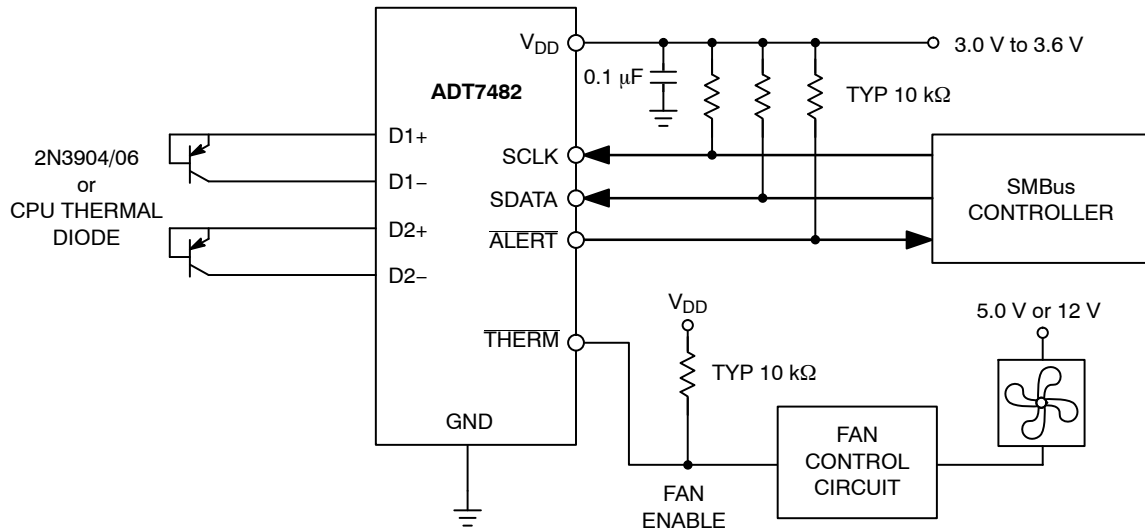 V_DD
3.0 V to 3.6 V
0.1 μF
TYP 10 kΩ
ADT7482
2N3904/06
or
CPU THERMAL
DIODE
D1+
D1−
D2+
D2−
SCLK
SDATA
ALERT
THERM
GND
SMBus
CONTROLLER
V_DD
TYP 10 kΩ
5.0 V or 12 V
FAN
CONTROL
CIRCUIT
FAN
ENABLE